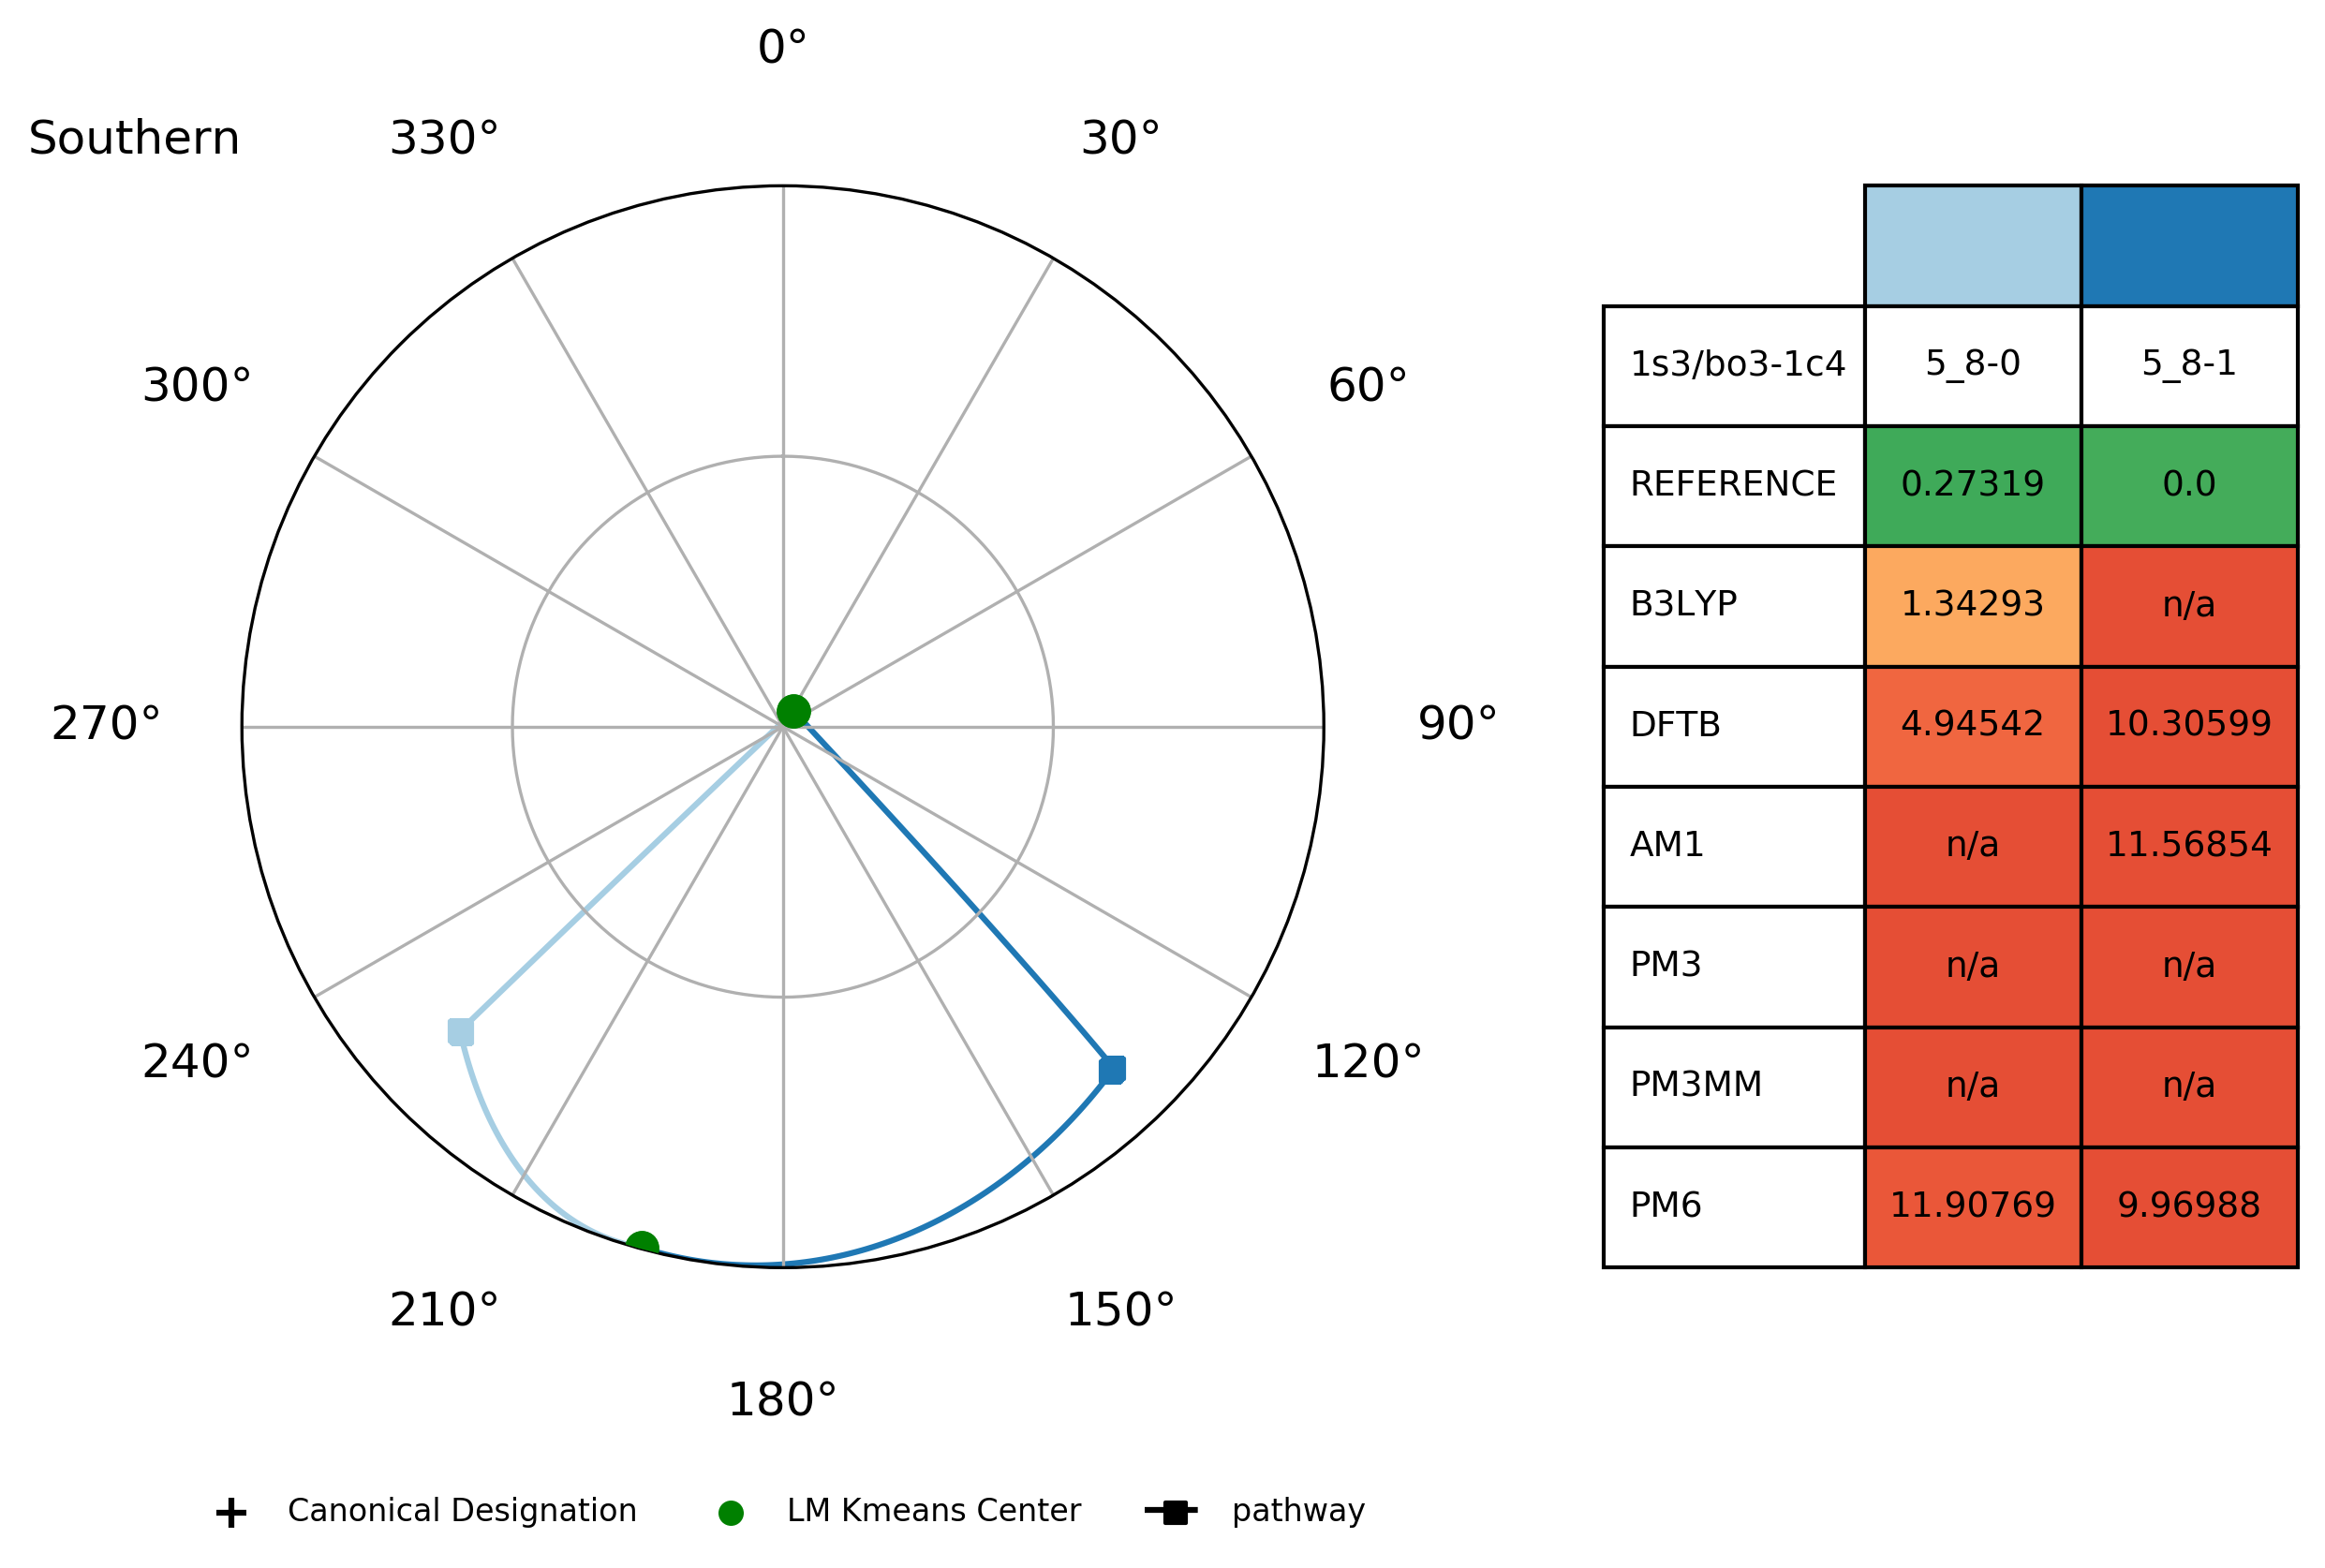 0°
Southern
330°
30°
300°
60°
270°
90°
240°
120°
210°
150°
180°
1s3/bo3-1c4 5_8-0 5_8-1
REFERENCE 0.27319 0.0
B3LYP 1.34293 n/a
DFTB 4.94542 10.30599
AM1 n/a 11.56854
PM3 n/a n/a
PM3MM n/a n/a
PM6 11.90769 9.96988
Canonical Designation LM Kmeans Center pathway